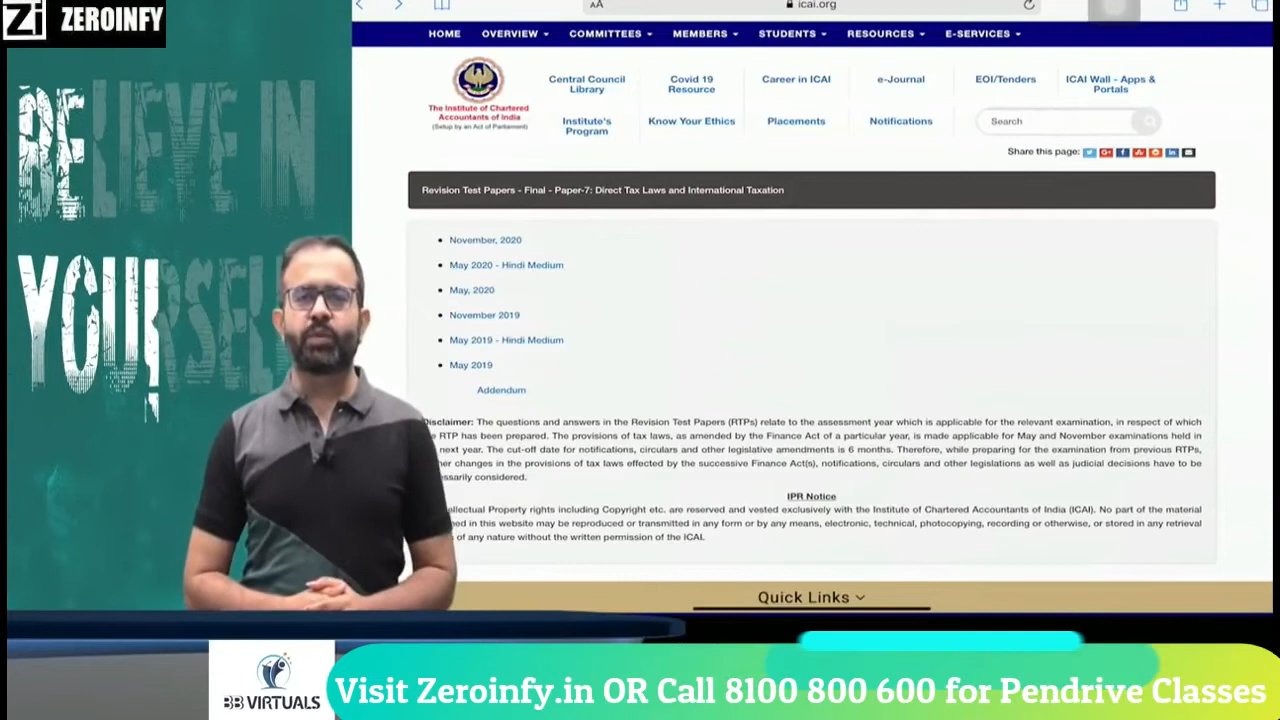 Zi ZEROINFY
BELIEVE IN
YOURSELF
AA
icai.org
HOME OVERVIEW COMMITTEES MEMBERS STUDENTS RESOURCES E-SERVICES
The Institute of Chartered
Accountants of India
(Setup by an Act of Parliament)
Central Council
Library
Covid 19
Resource
Career in ICAI
e-Journal
EOI/Tenders
ICAI Wall - Apps &
Portals
Institute's
Program
Know Your Ethics
Placements
Notifications
Search
Share this page:
Revision Test Papers - Final - Paper-7: Direct Tax Laws and International Taxation
November, 2020
May 2020 - Hindi Medium
May, 2020
November 2019
May 2019 - Hindi Medium
May 2019
Addendum
Disclaimer: The questions and answers in the Revision Test Papers (RTPs) relate to the assessment year which is applicable for the relevant examination, in respect of which
RTP has been prepared. The provisions of tax laws, as amended by the Finance Act of a particular year, is made applicable for May and November examinations held in
next year. The cut-off date for notifications, circulars and other legislative amendments is 6 months. Therefore, while preparing for the examination from previous RTPs,
changes in the provisions of tax laws effected by the successive Finance Act(s), notifications, circulars and other legislations as well as judicial decisions have to be
considered.
IPR Notice
Property rights including Copyright etc. are reserved and vested exclusively with the Institute of Chartered Accountants of India (ICAI). No part of the material
in this website may be reproduced or transmitted in any form or by any means, electronic, technical, photocopying, recording or otherwise, or stored in any retrieval
of any nature without the written permission of the ICAI.
Quick Links
BB VIRTUALS
Visit Zeroinfy.in OR Call 8100 800 600 for Pendrive Classes